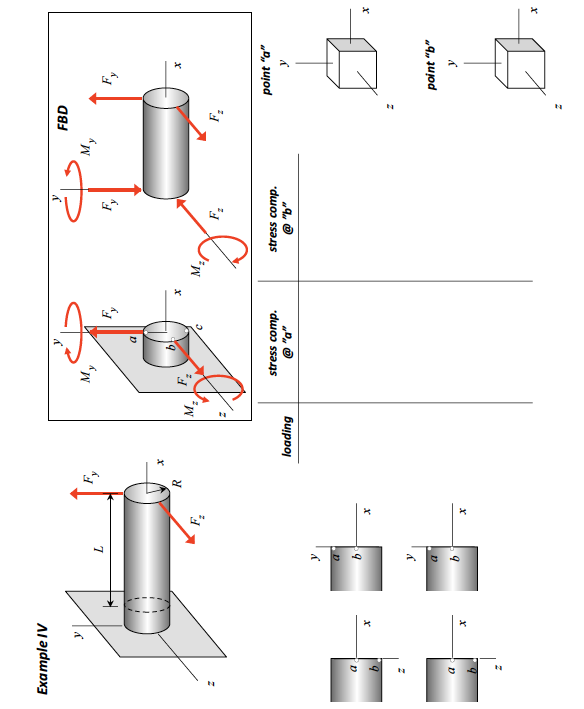 Example IV
y
L
F_y
x
R
F_z
z
FBD
y
M_y
F_y
a
b
c
x
F_z
M_z
z
y
M_y
F_y
F_y
x
F_z
F_z
M_z
a
x
b
z
y
a
b
x
a
x
b
z
y
a
b
x
loading
stress comp.
@ "a"
stress comp.
@ "b"
point "a"
y
x
z
point "b"
y
x
z